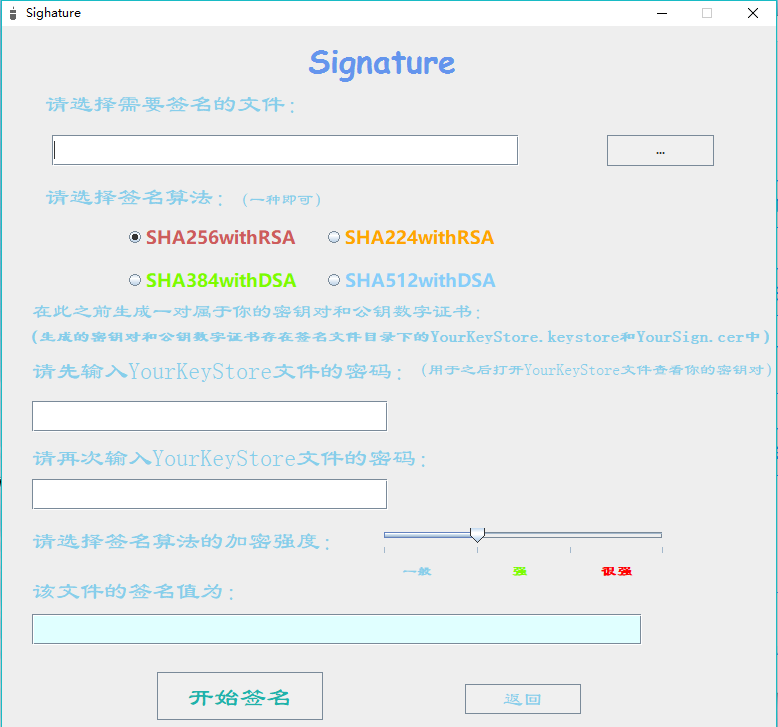 Sighature
Signature
请选择需要签名的文件：
...
请选择签名算法：（一种即可）
SHA256withRSA SHA224withRSA
SHA384withDSA SHA512withDSA
在此之前生成一对属于你的密钥对和公钥数字证书：
(生成的密钥对和公钥数字证书存在签名文件目录下的YourKeyStore.keystore和YourSign.cer中)
请先输入YourKeyStore文件的密码：（用于之后打开YourKeyStore文件查看你的密钥对）
请再次输入YourKeyStore文件的密码：
请选择签名算法的加密强度：
一般 强 很强
该文件的签名值为：
开始签名 返回